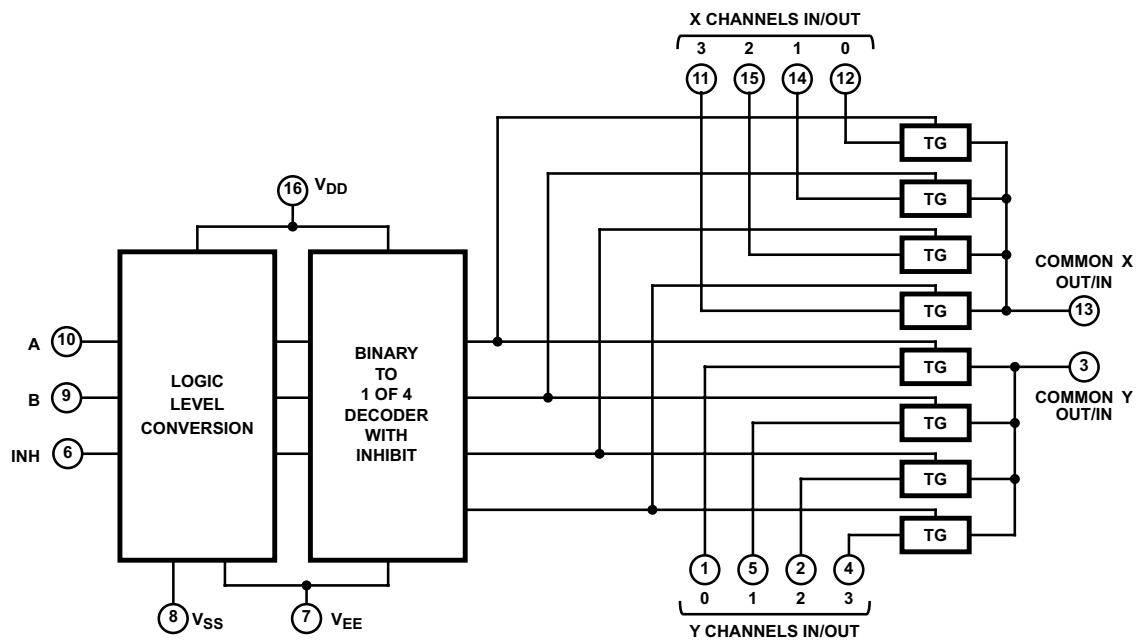 X CHANNELS IN/OUT
3 2 1 0
11 15 14 12
TG
TG
TG
TG
COMMON X
OUT/IN
13
16 VDD
A 10
B 9
INH 6
LOGIC
LEVEL
CONVERSION
BINARY
TO
1 OF 4
DECODER
WITH
INHIBIT
TG
TG
TG
TG
3
COMMON Y
OUT/IN
8 VSS
7 VEE
1 5 2 4
0 1 2 3
Y CHANNELS IN/OUT